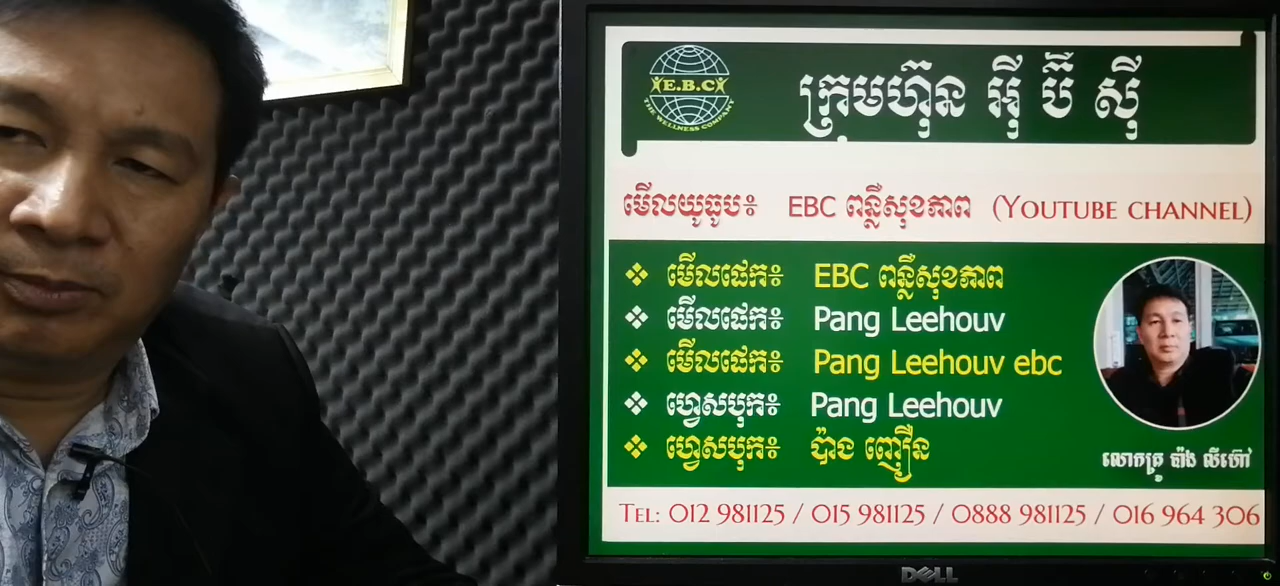 E.B.C
THE WELLNESS COMPANY
ក្រុមហ៊ុន អ៊ី ប៊ី ស៊ី
មើលយូធូប៖ EBC ពន្លឺសុខភាព (YOUTUBE CHANNEL)
❖ មើលផេក៖ EBC ពន្លឺសុខភាព
❖ មើលផេក៖ Pang Leehouv
❖ មើលផេក៖ Pang Leehouv ebc
❖ ហ្វេសបុក៖ Pang Leehouv
❖ ហ្វេសបុក៖ ប៉ាង ញឿន
លោកគ្រូ ប៉ាង លីហ៊ៅ
TEL: 012 981125 / 015 981125 / 0888 981125 / 016 964 306
DELL